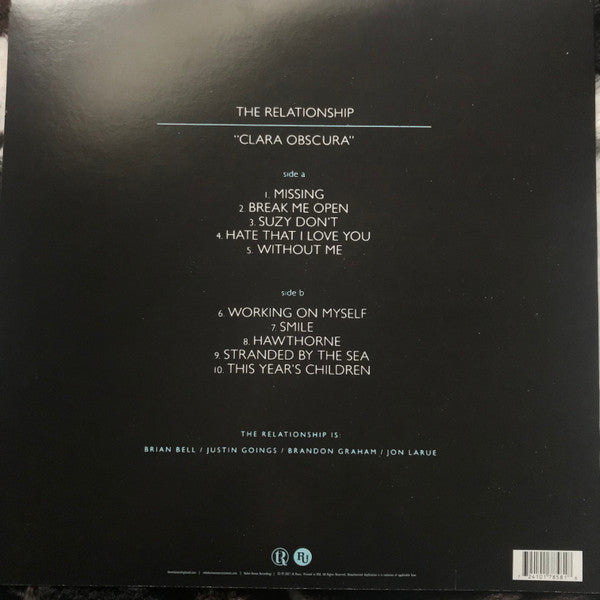 THE RELATIONSHIP
"CLARA OBSCURA"
side a
1. MISSING
2. BREAK ME OPEN
3. SUZY DON'T
4. HATE THAT I LOVE YOU
5. WITHOUT ME
side b
6. WORKING ON MYSELF
7. SMILE
8. HAWTHORNE
9. STRANDED BY THE SEA
10. THIS YEAR'S CHILDREN
THE RELATIONSHIP IS:
BRIAN BELL / JUSTIN GOINGS / BRANDON GRAHAM / JON LARUE